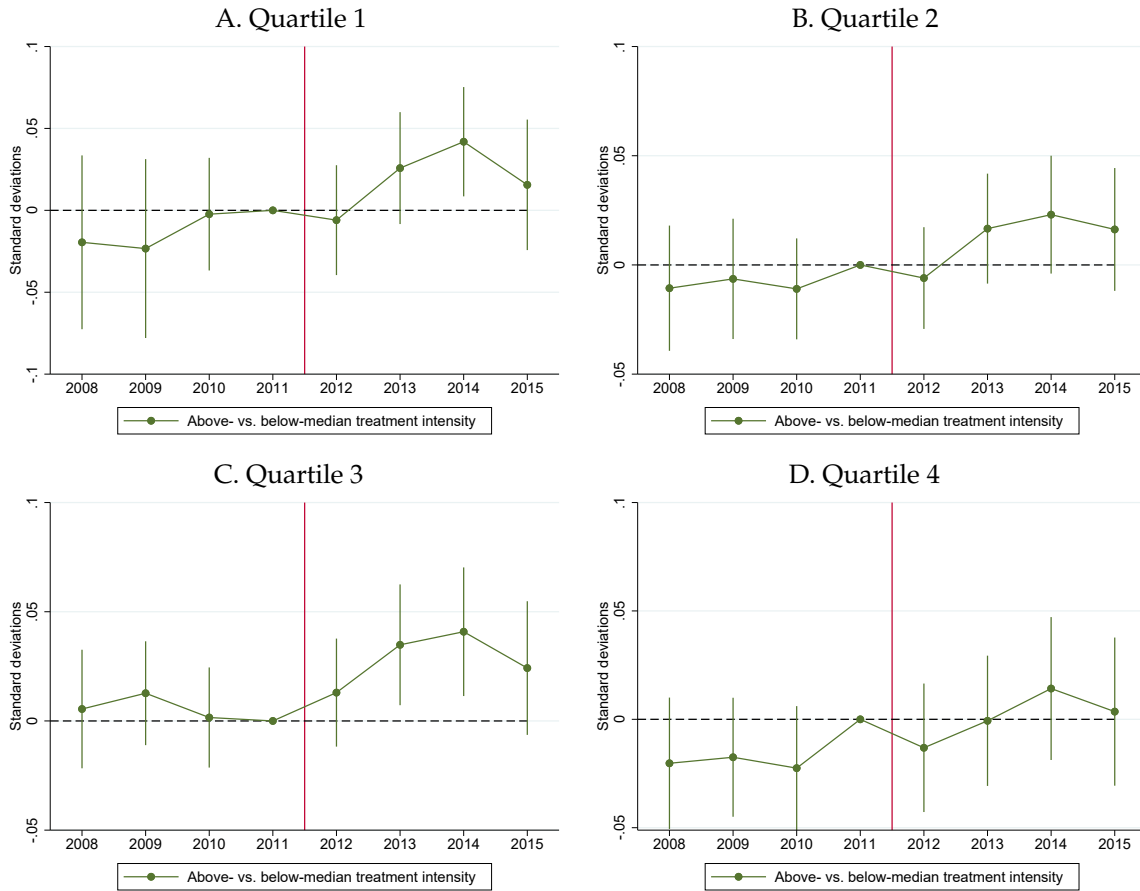 A. Quartile 1
Standard deviations
.1
.05
0
-.05
-.1
2008 2009 2010 2011 2012 2013 2014 2015
Above- vs. below-median treatment intensity
B. Quartile 2
Standard deviations
.1
.05
0
-.05
2008 2009 2010 2011 2012 2013 2014 2015
Above- vs. below-median treatment intensity
C. Quartile 3
Standard deviations
.1
.05
0
-.05
2008 2009 2010 2011 2012 2013 2014 2015
Above- vs. below-median treatment intensity
D. Quartile 4
Standard deviations
.1
.05
0
-.05
2008 2009 2010 2011 2012 2013 2014 2015
Above- vs. below-median treatment intensity